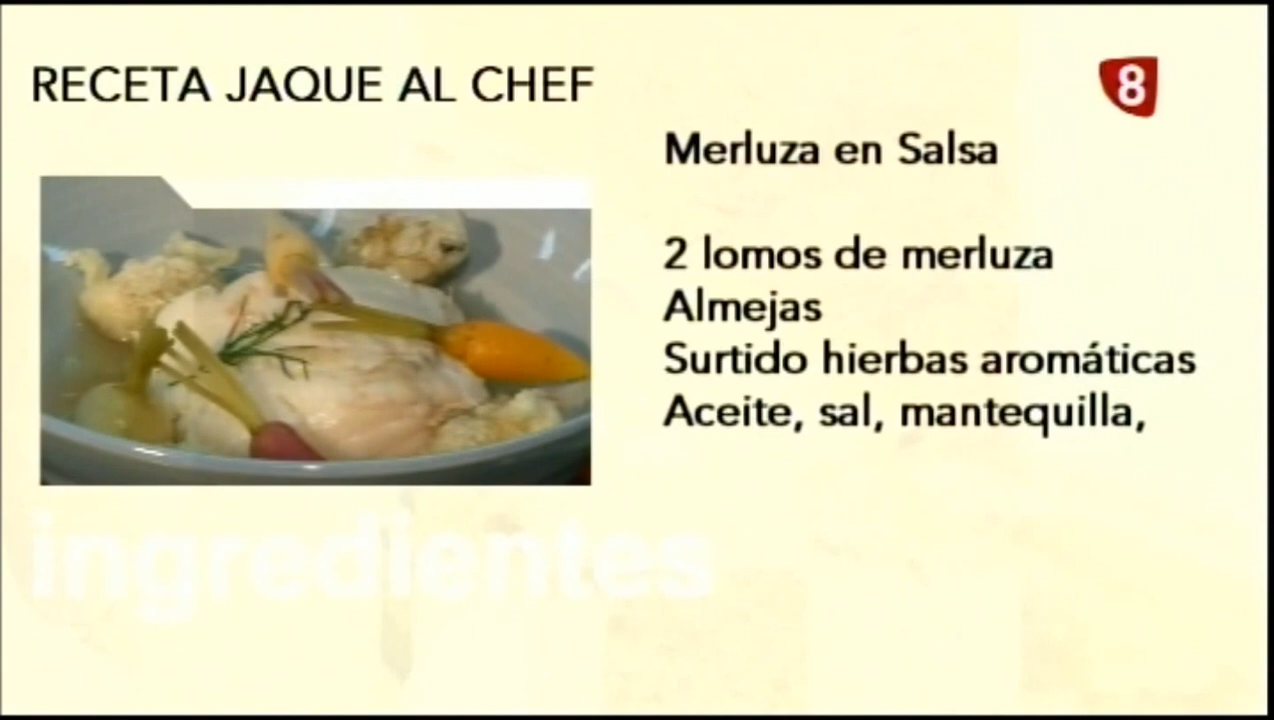 RECETA JAQUE AL CHEF
8
Merluza en Salsa
2 lomos de merluza
Almejas
Surtido hierbas aromáticas
Aceite, sal, mantequilla,
ingredientes